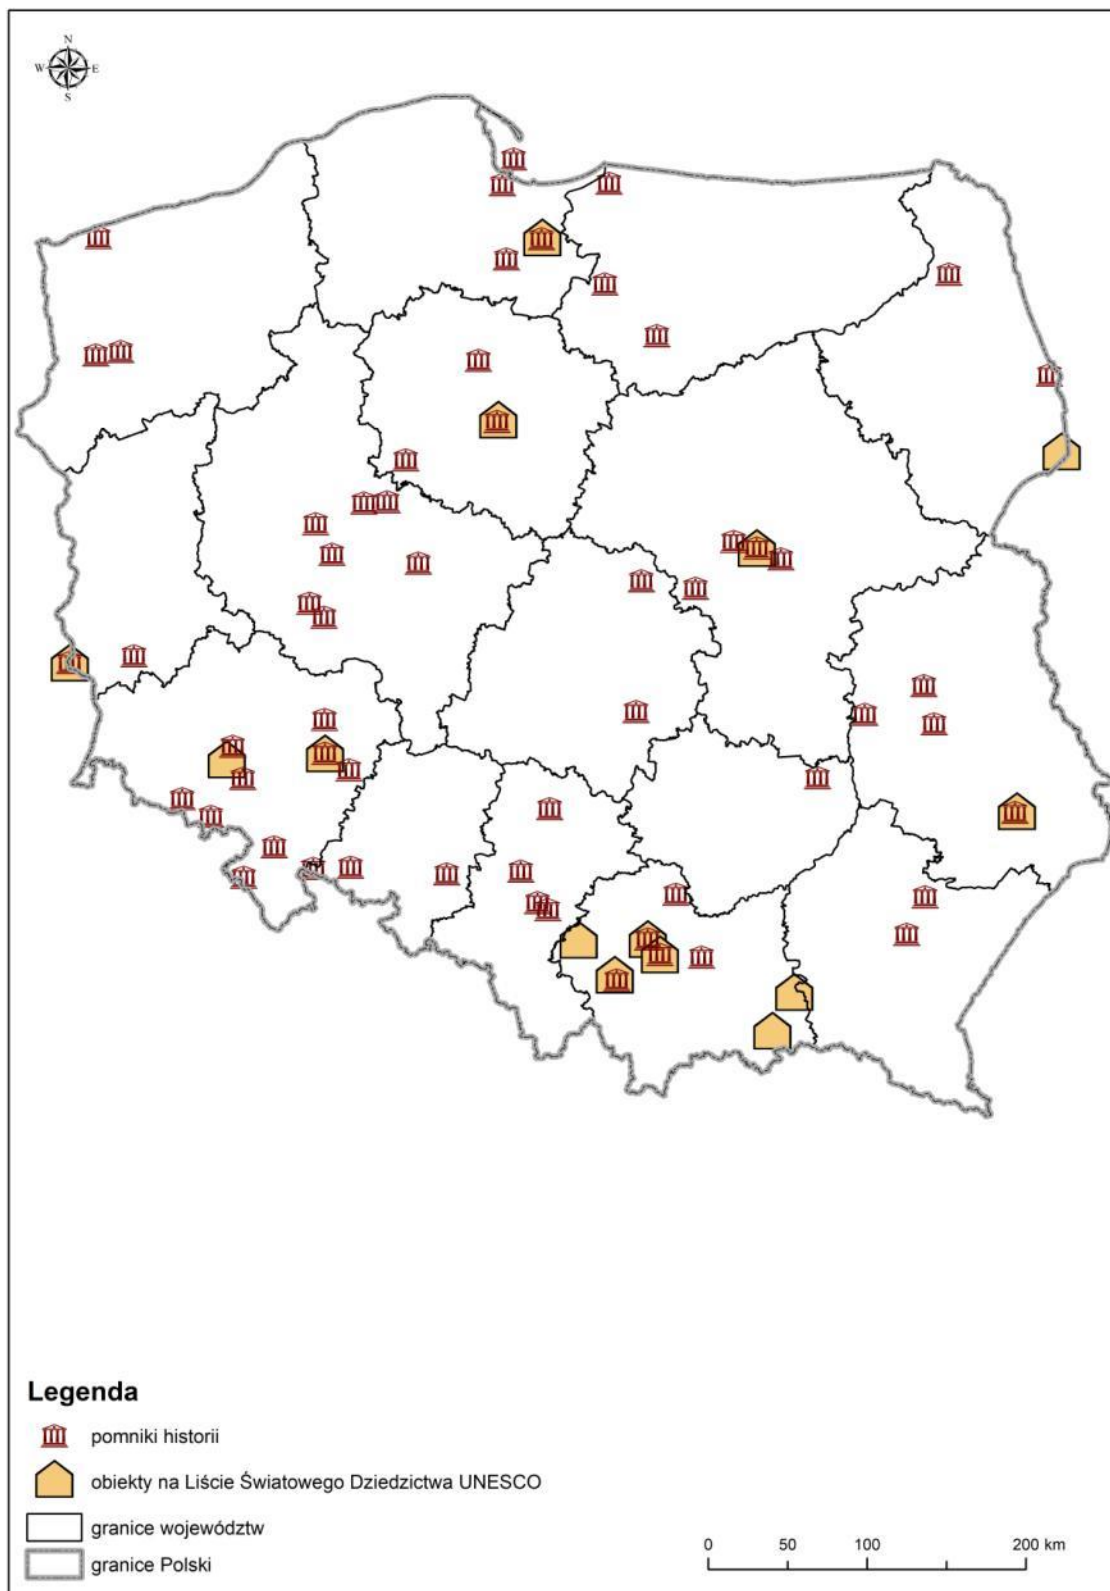 N
W E
S
Legenda
pomniki historii
obiekty na Liście Światowego Dziedzictwa UNESCO
granice województw
granice Polski
0 50 100 200 km